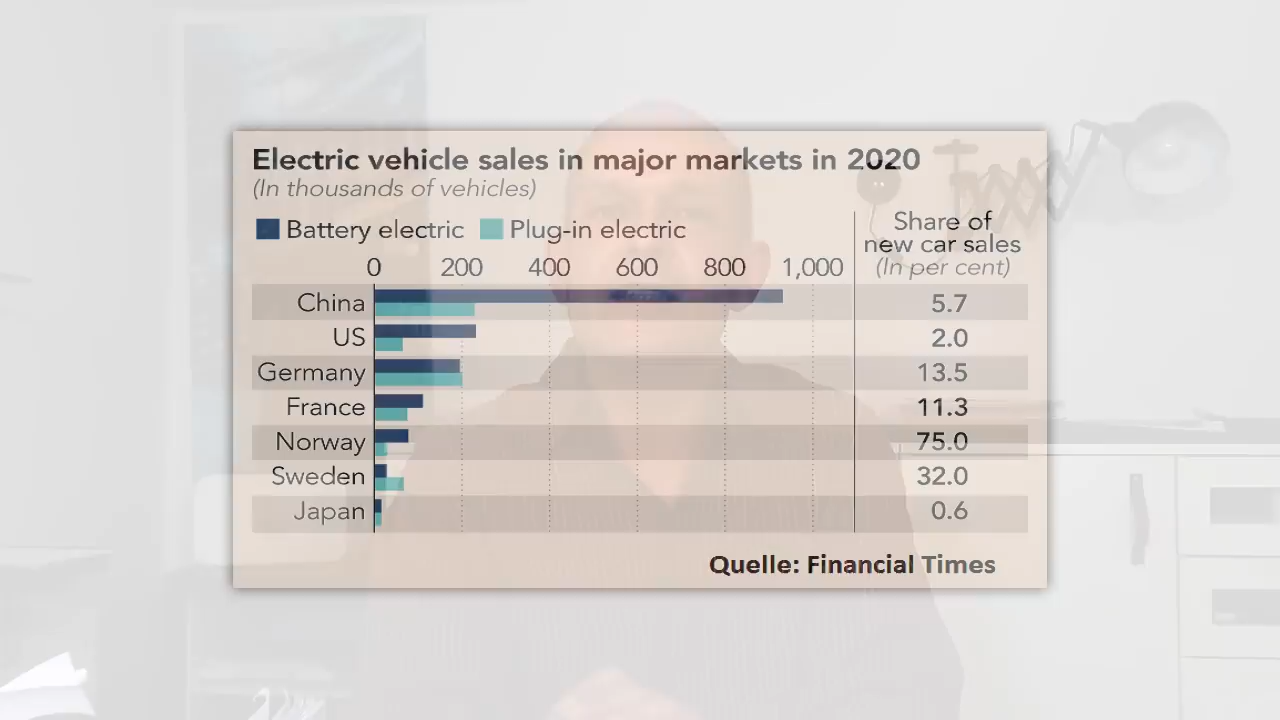 Electric vehicle sales in major markets in 2020
(In thousands of vehicles)
Battery electric Plug-in electric
Share of
new car sales
(In per cent)
0 200 400 600 800 1,000
China 5.7
US 2.0
Germany 13.5
France 11.3
Norway 75.0
Sweden 32.0
Japan 0.6
Quelle: Financial Times